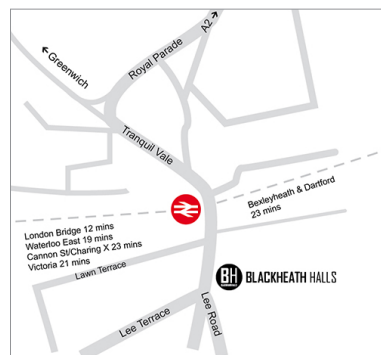 A2
Royal Parade
Greenwich
Tranquil Vale
Bexleyheath & Dartford
23 mins
London Bridge 12 mins
Waterloo East 19 mins
Cannon St/Charing X 23 mins
Victoria 21 mins
Lawn Terrace
BH
BLACKHEATH HALLS
Lee Terrace
Lee Road